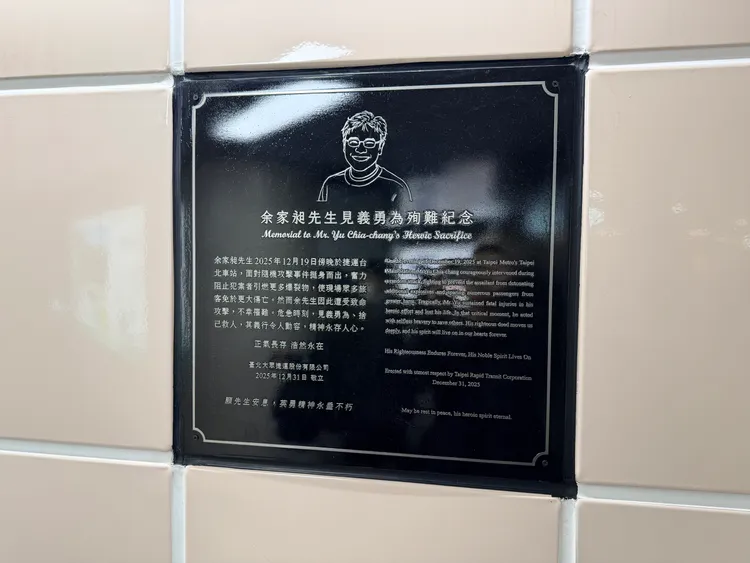 余家昶先生見義勇為殉難紀念
Memorial to Mr. Yu Chia-chang's Heroic Sacrifice
余家昶先生2025年12月19日傍晚於捷運台
北車站，面對隨機攻擊事件挺身而出，奮力
阻止犯案者引燃更多爆裂物，使現場眾多旅
客免於更大傷亡。然而余先生因此遭受致命
攻擊，不幸罹難。危急時刻，見義勇為、捨
己救人，其義行令人動容，精神永存人心。
正氣長存 浩然永在
臺北大眾捷運股份有限公司
2025年12月31日 敬立
願先生安息，英勇精神永垂不朽
December 19, 2025 at Taipei Metro's Taipei
Main Chia-chang courageously intervened during
fighting to prevent the assailant from detonating
additional explosives and numerous passengers from
greater harm. Tragically, Mr. Yu sustained fatal injuries in his
heroic effort and lost his life. In that critical moment, he acted
with selfless bravery to save others. His righteous deed moves us
deeply, and his spirit will live on in our hearts forever.
His Righteousness Endures Forever, His Noble Spirit Lives On
Erected with utmost respect by Taipei Rapid Transit Corporation
December 31, 2025
May he rest in peace, his heroic spirit eternal.